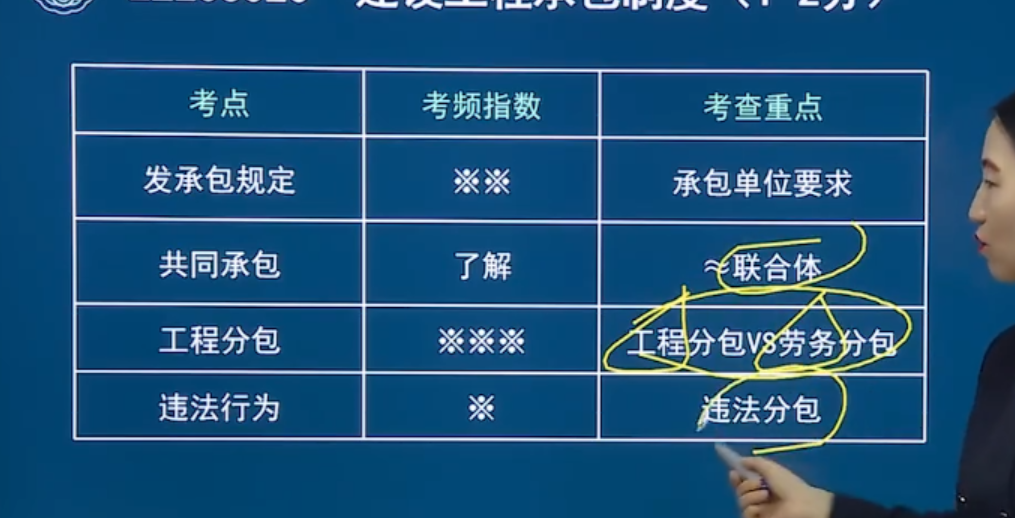 建设工程承包制度（1-2分）
考点 考频指数 考查重点
发承包规定 ※※ 承包单位要求
共同承包 了解 ≈联合体
工程分包 ※※※ 工程分包VS劳务分包
违法行为 ※ 违法分包